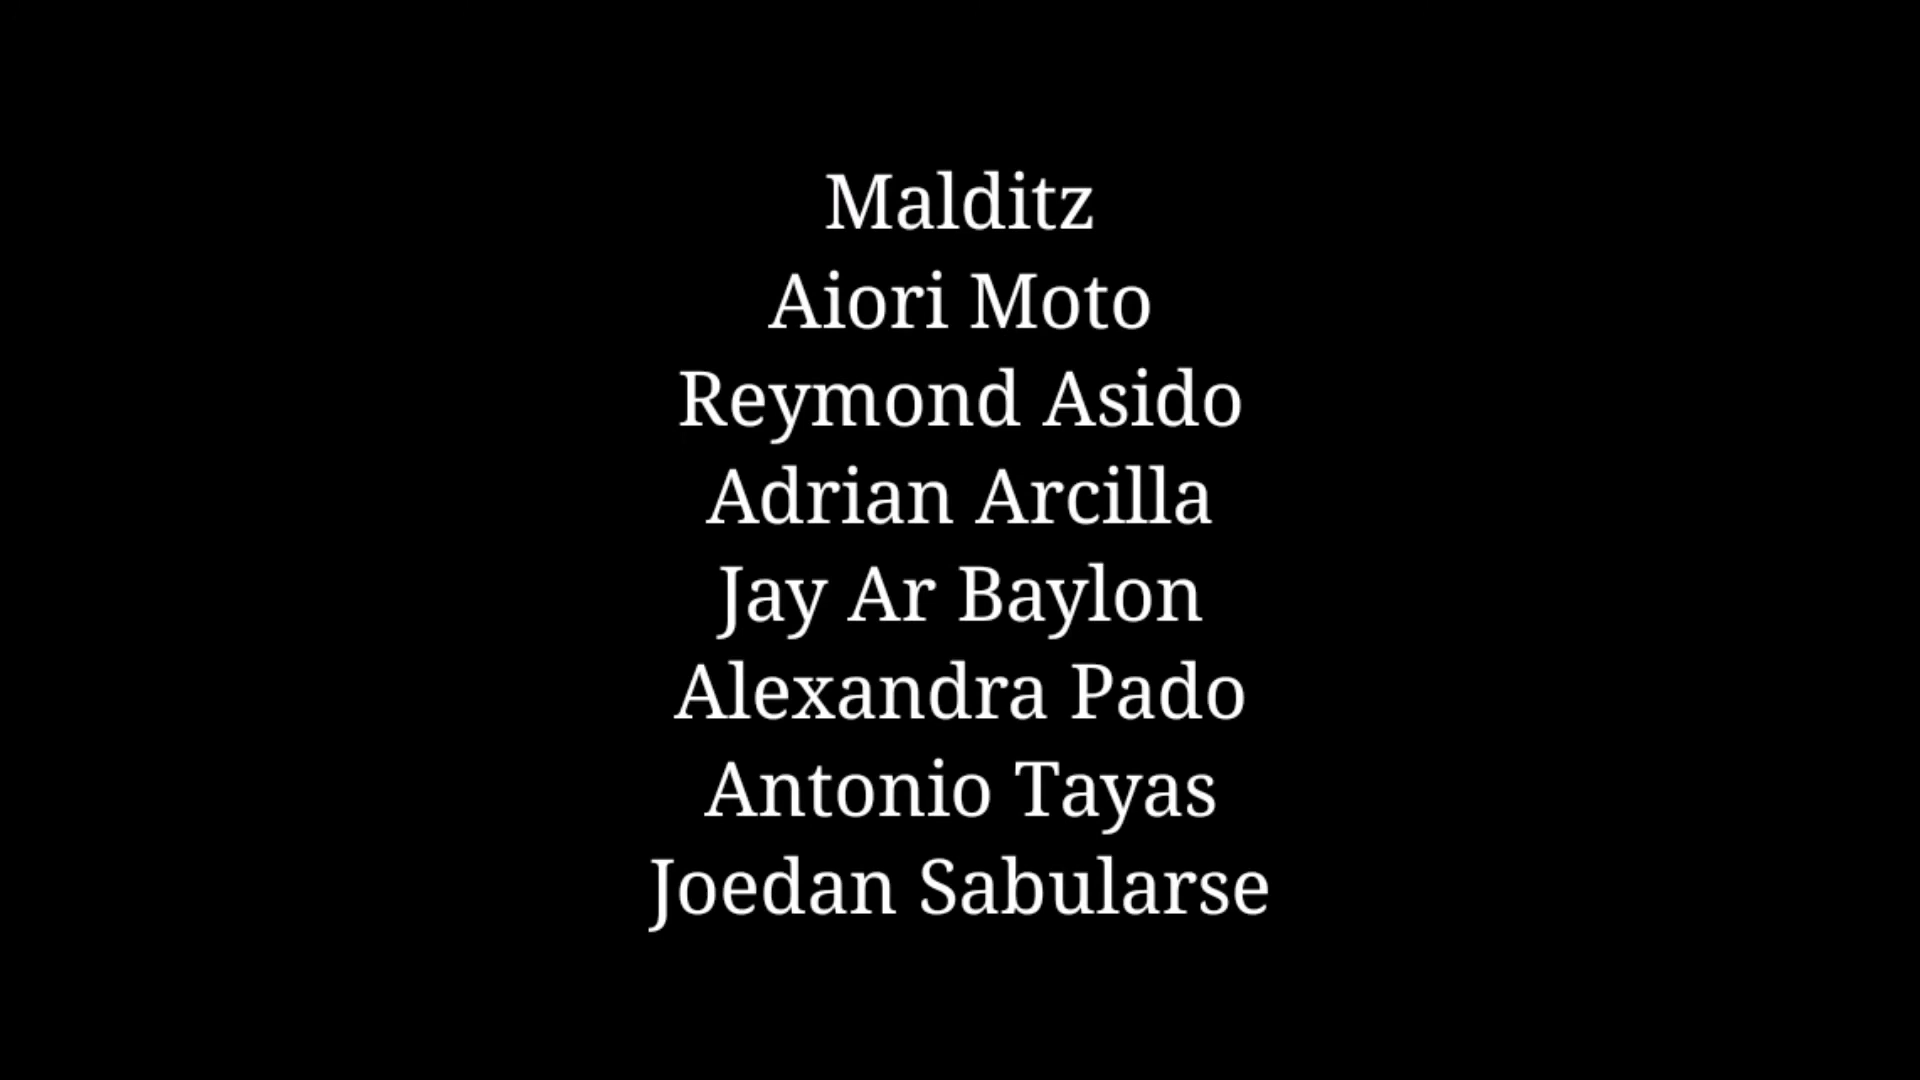 Malditz
Aiori Moto
Reymond Asido
Adrian Arcilla
Jay Ar Baylon
Alexandra Pado
Antonio Tayas
Joedan Sabularse